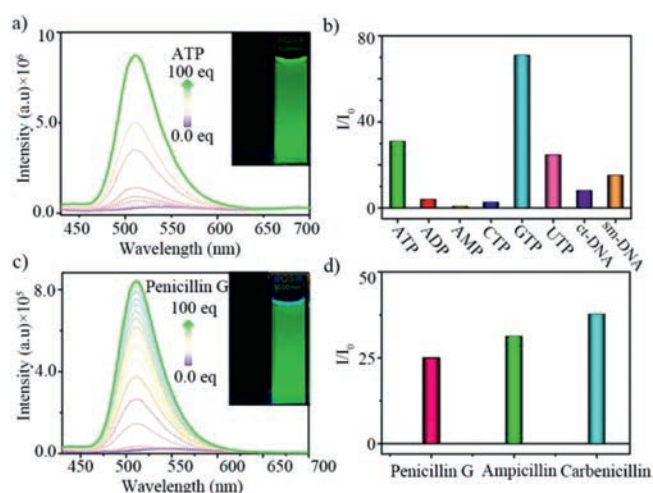 a)
10
5.0
0.0
Intensity (a.u)×10⁶
ATP
100 eq
0.0 eq
450 500 550 600 650 700
Wavelength (nm)
b)
80
40
0
I/I₀
ATP
ADP
AMP
CTP
GTP
UTP
ct-DNA
sm-DNA
c)
8.0
4.0
0.0
Intensity (a.u)×10⁵
Penicillin G
100 eq
0.0 eq
450 500 550 600 650 700
Wavelength (nm)
d)
50
25
0
I/I₀
Penicillin G Ampicillin Carbenicillin